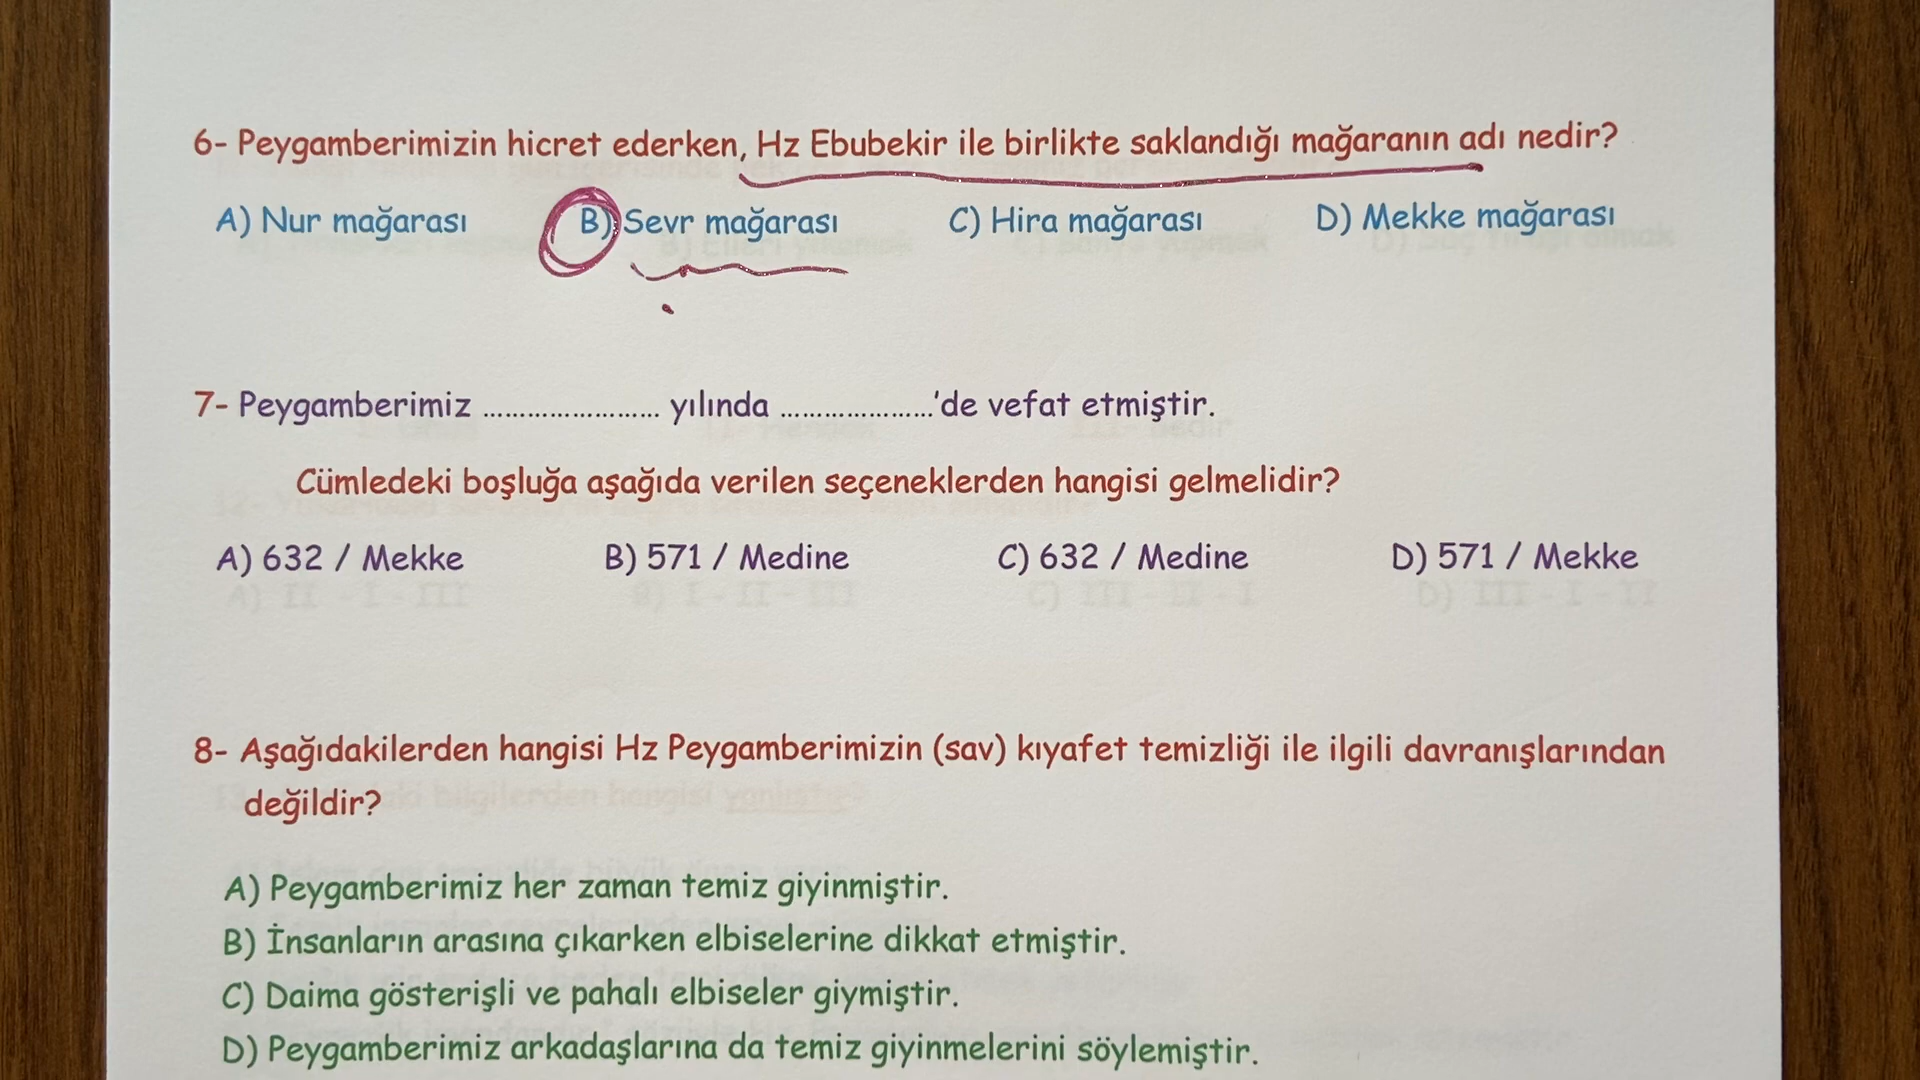 6- Peygamberimizin hicret ederken, Hz Ebubekir ile birlikte saklandığı mağaranın adı nedir?
A) Nur mağarası B) Sevr mağarası C) Hira mağarası D) Mekke mağarası
7- Peygamberimiz ........................ yılında .....................'de vefat etmiştir.
Cümledeki boşluğa aşağıda verilen seçeneklerden hangisi gelmelidir?
A) 632 / Mekke B) 571 / Medine C) 632 / Medine D) 571 / Mekke
8- Aşağıdakilerden hangisi Hz Peygamberimizin (sav) kıyafet temizliği ile ilgili davranışlarından
değildir?
A) Peygamberimiz her zaman temiz giyinmiştir.
B) İnsanların arasına çıkarken elbiselerine dikkat etmiştir.
C) Daima gösterişli ve pahalı elbiseler giymiştir.
D) Peygamberimiz arkadaşlarına da temiz giyinmelerini söylemiştir.